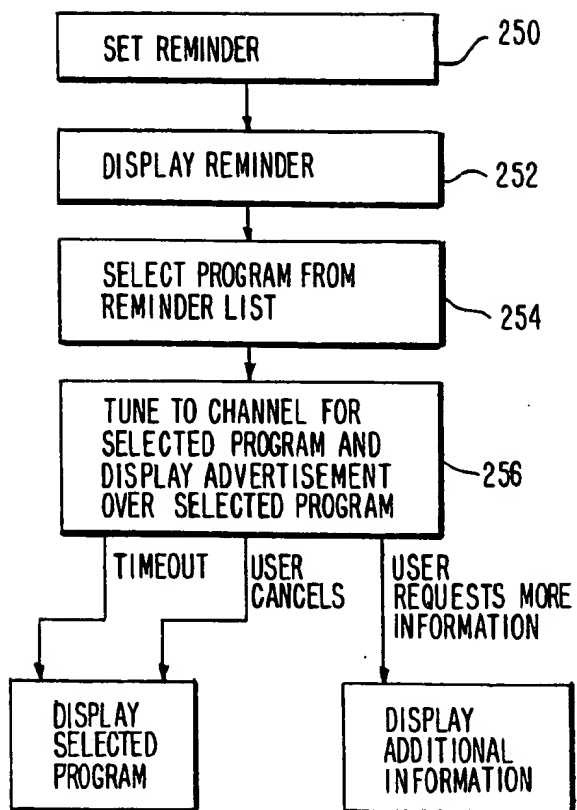 SET REMINDER
250
DISPLAY REMINDER
252
SELECT PROGRAM FROM
REMINDER LIST
254
TUNE TO CHANNEL FOR
SELECTED PROGRAM AND
DISPLAY ADVERTISEMENT
OVER SELECTED PROGRAM
256
TIMEOUT
USER
CANCELS
USER
REQUESTS MORE
INFORMATION
DISPLAY
SELECTED
PROGRAM
DISPLAY
ADDITIONAL
INFORMATION